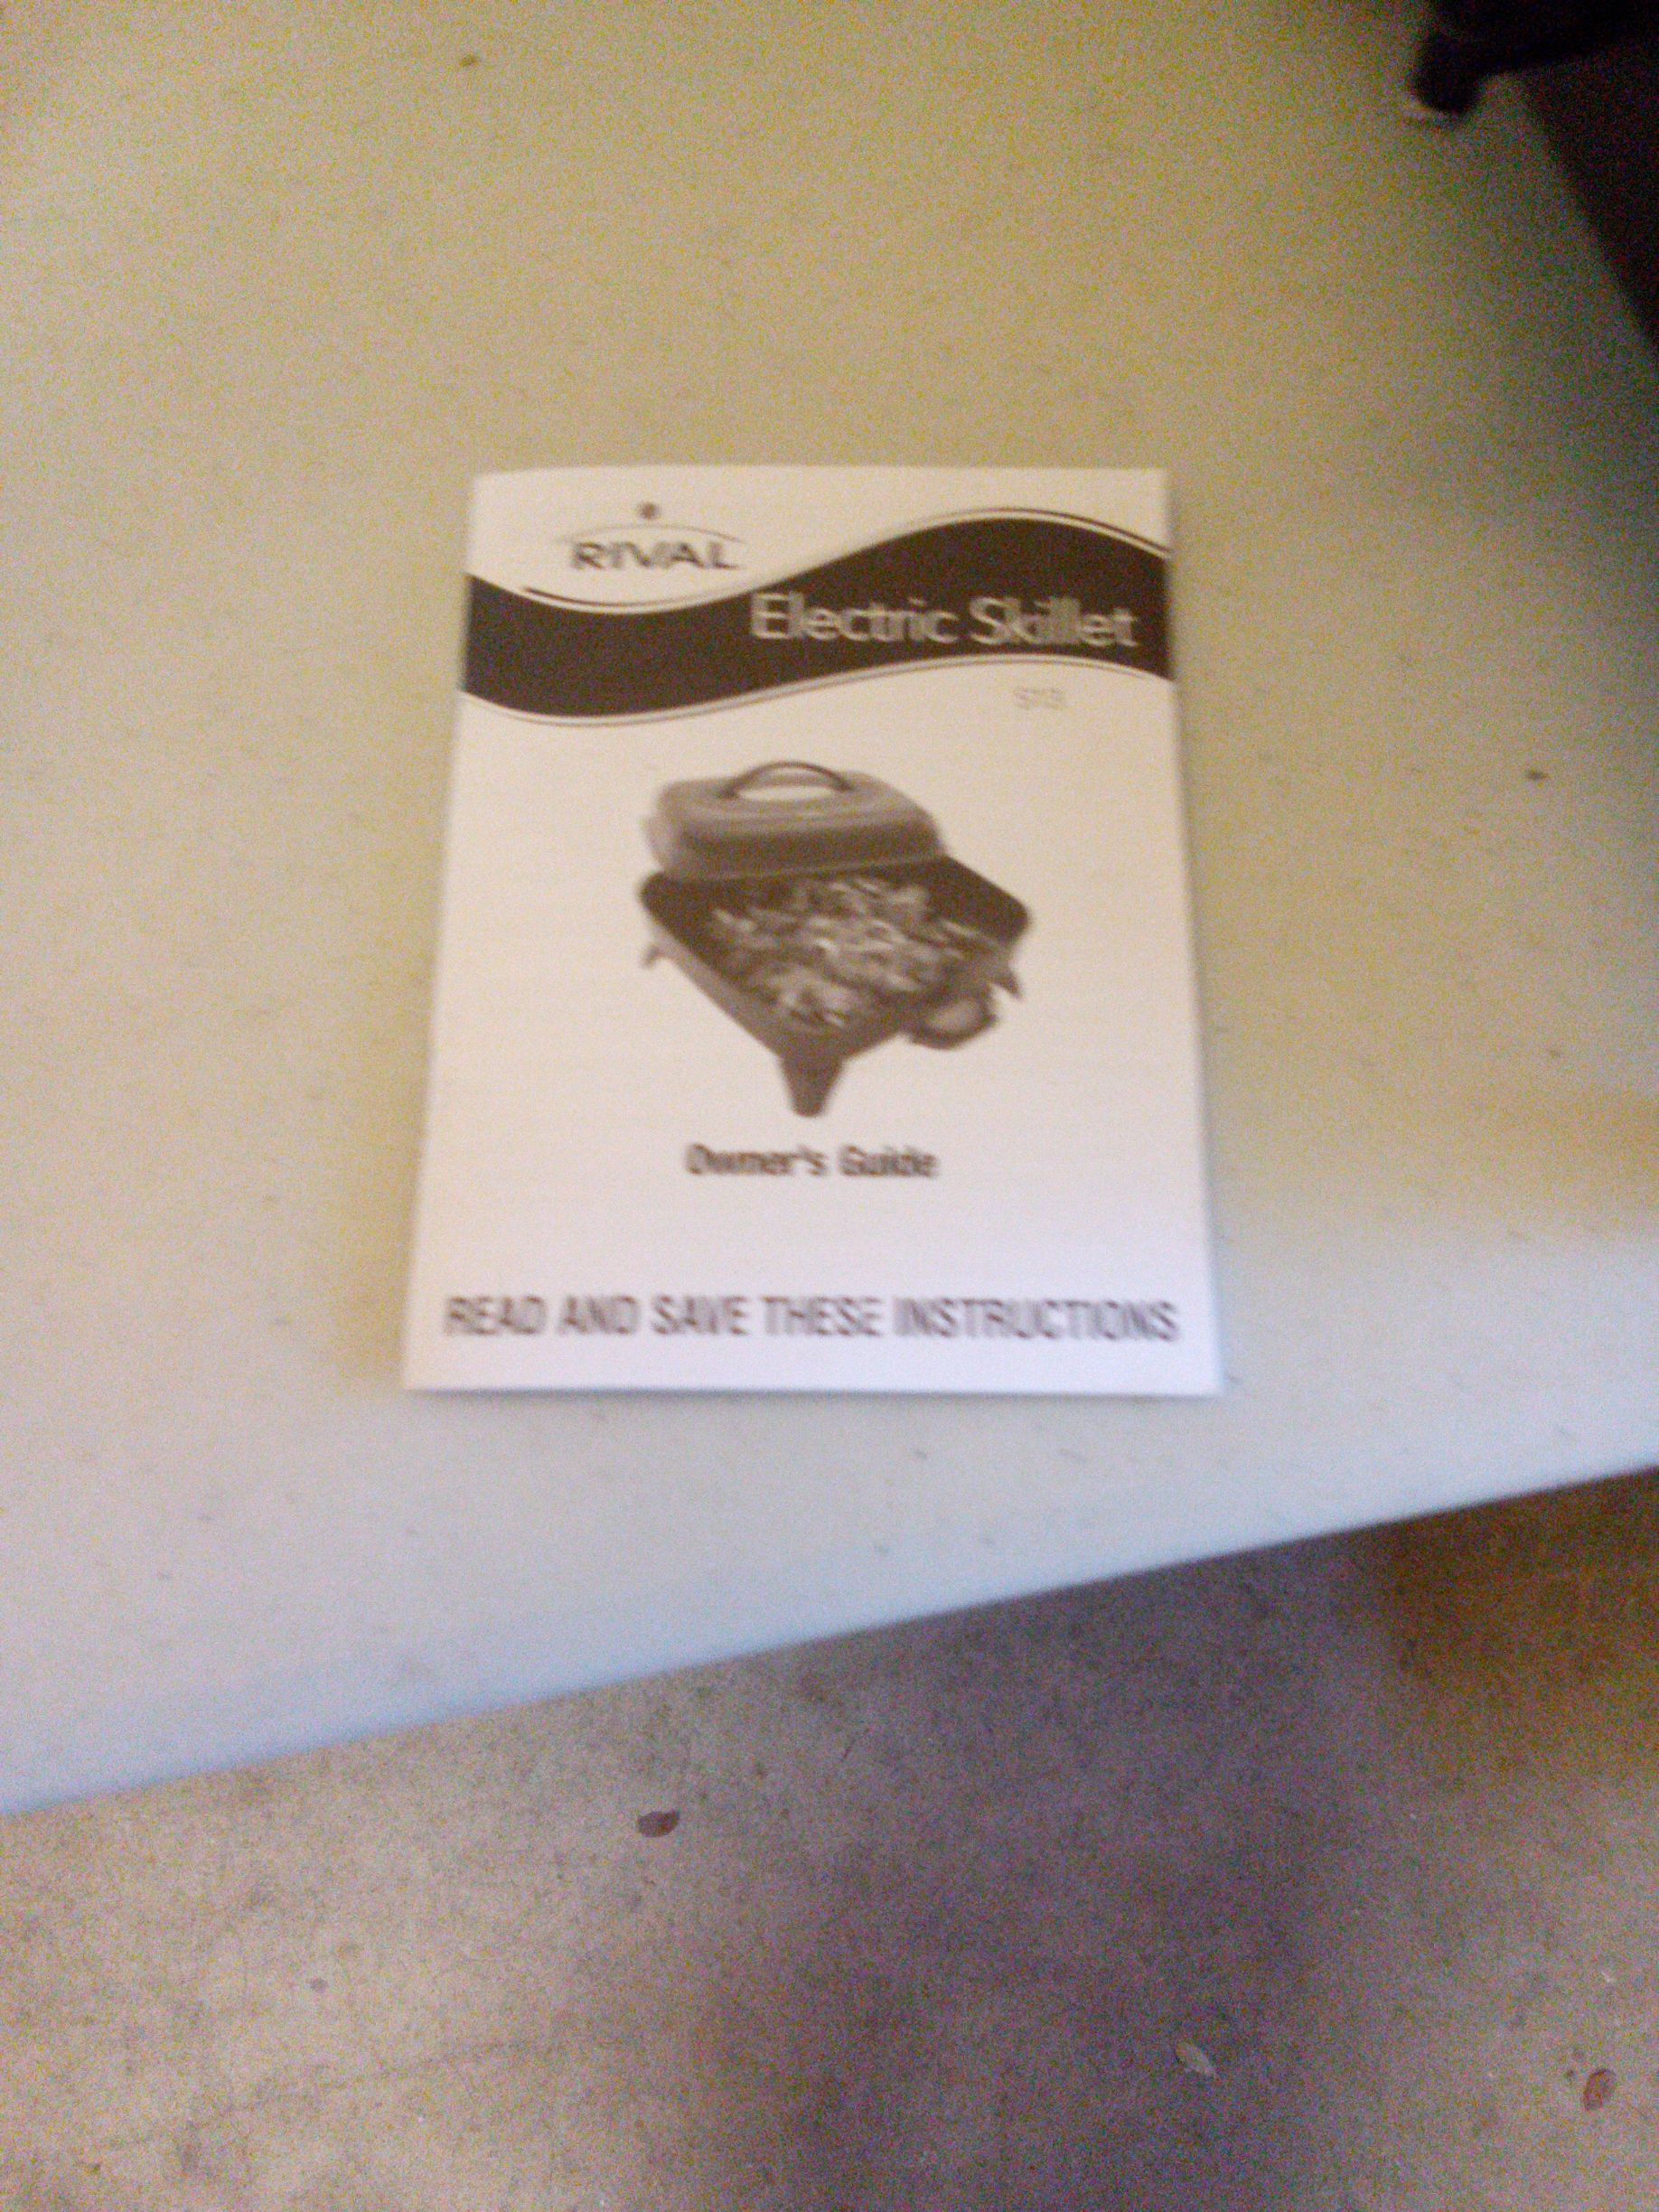 RIVAL
Electric Skillet
Owner's Guide
READ AND SAVE THESE INSTRUCTIONS